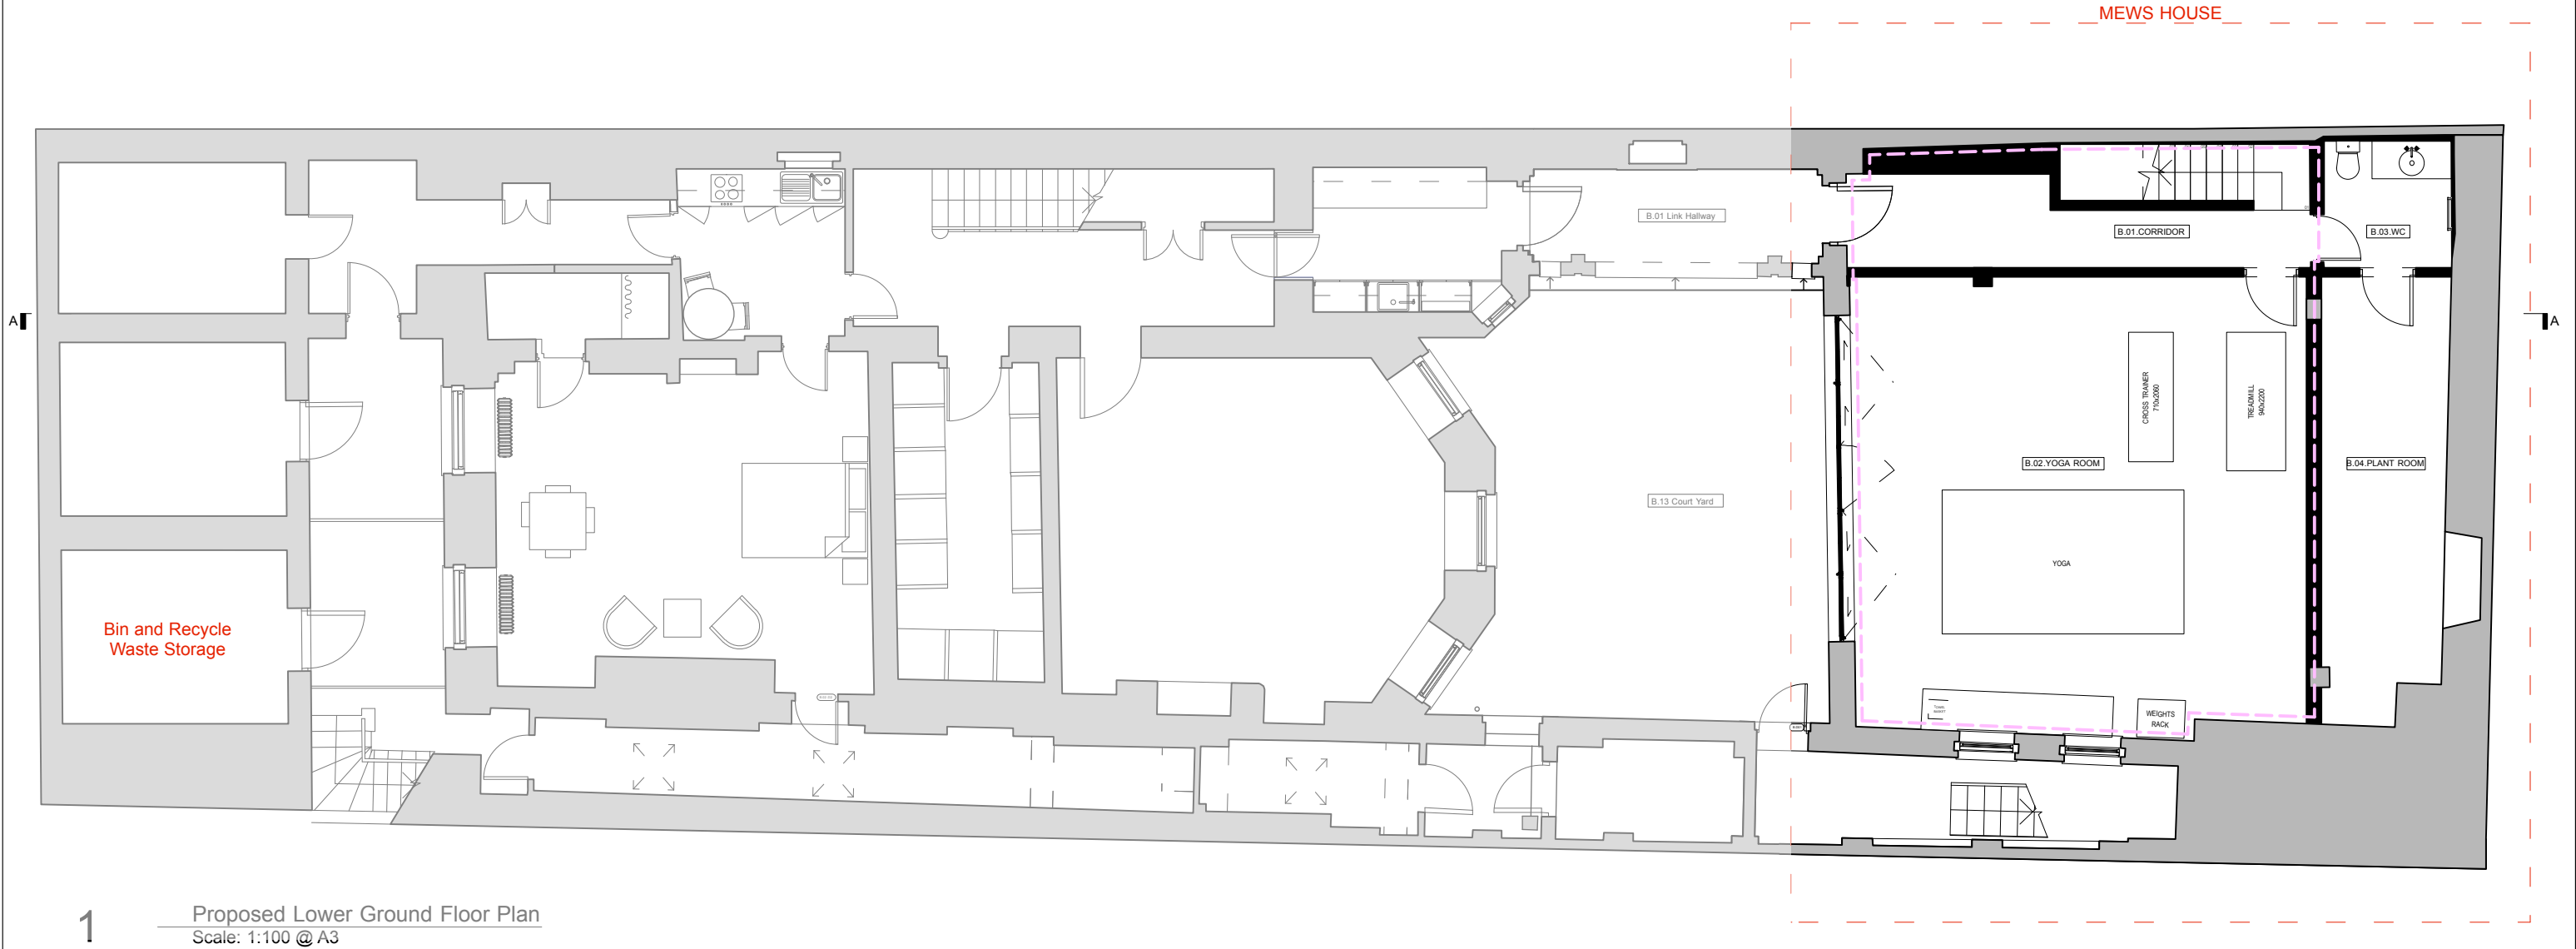 MEWS HOUSE
B.01 Link Hallway
B.01.CORRIDOR
B.03.WC
A
A
CROSS TRAINER
710x2060
TREADMILL
940x2200
B.02.YOGA ROOM
B.04.PLANT ROOM
B.13 Court Yard
YOGA
Bin and Recycle
Waste Storage
WEIGHTS
RACK
1
Proposed Lower Ground Floor Plan
Scale: 1:100 @ A3